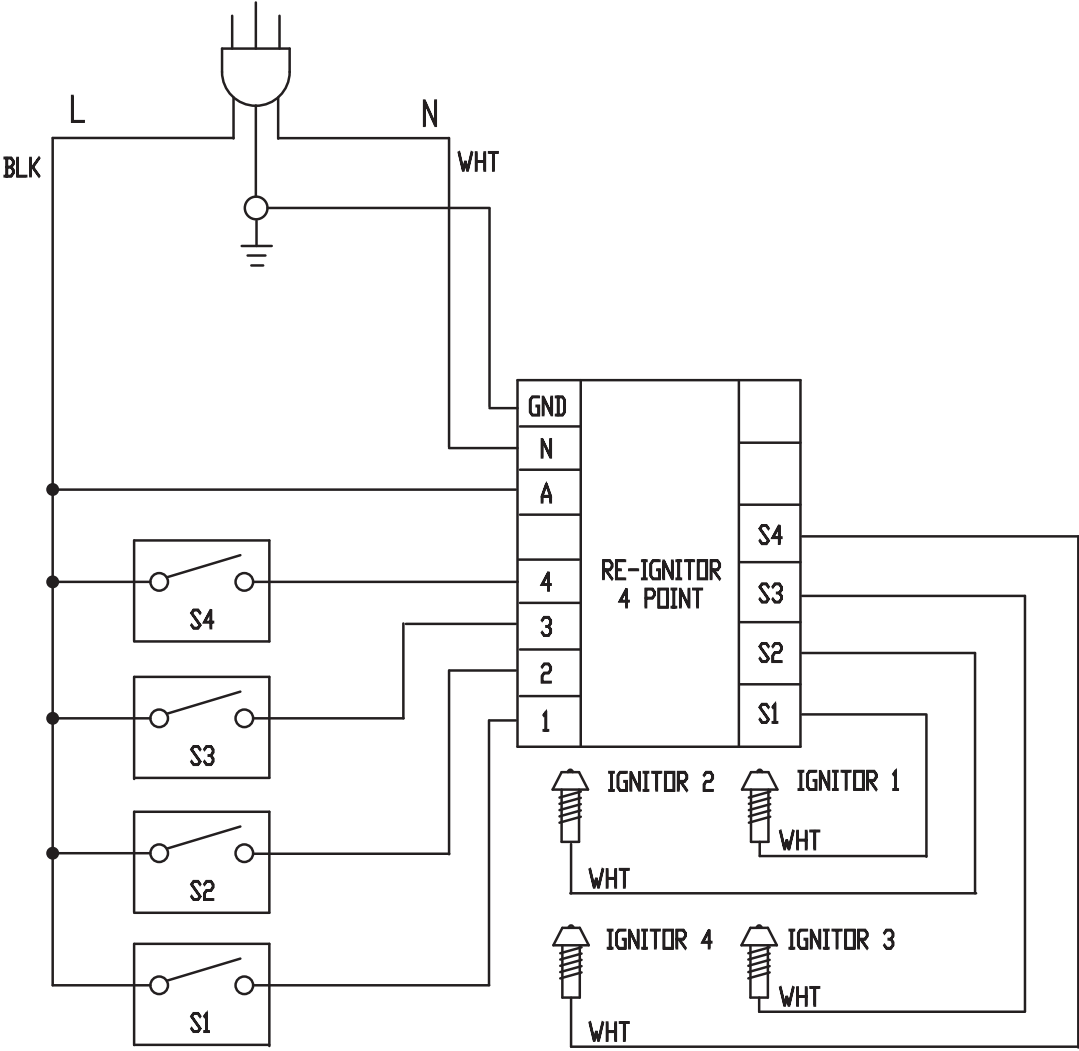 L
N
BLK
WHT
GND
N
A
4
3
2
1
RE-IGNITOR
4 POINT
S4
S3
S2
S1
S4
S3
S2
S1
IGNITOR 2
IGNITOR 1
WHT
WHT
IGNITOR 4
IGNITOR 3
WHT
WHT